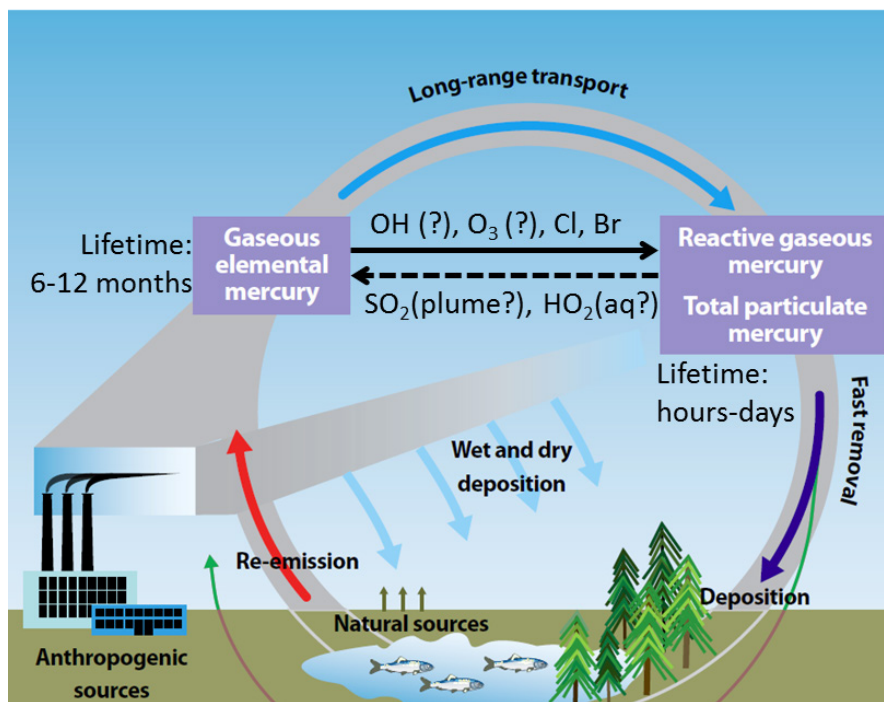 Long-range transport
Lifetime:
6-12 months
Gaseous
elemental
mercury
OH (?), O₃ (?), Cl, Br
SO₂(plume?), HO₂(aq?)
Reactive gaseous
mercury
Total particulate
mercury
Lifetime:
hours-days
Fast removal
Wet and dry
deposition
Re-emission
Natural sources
Deposition
Anthropogenic
sources